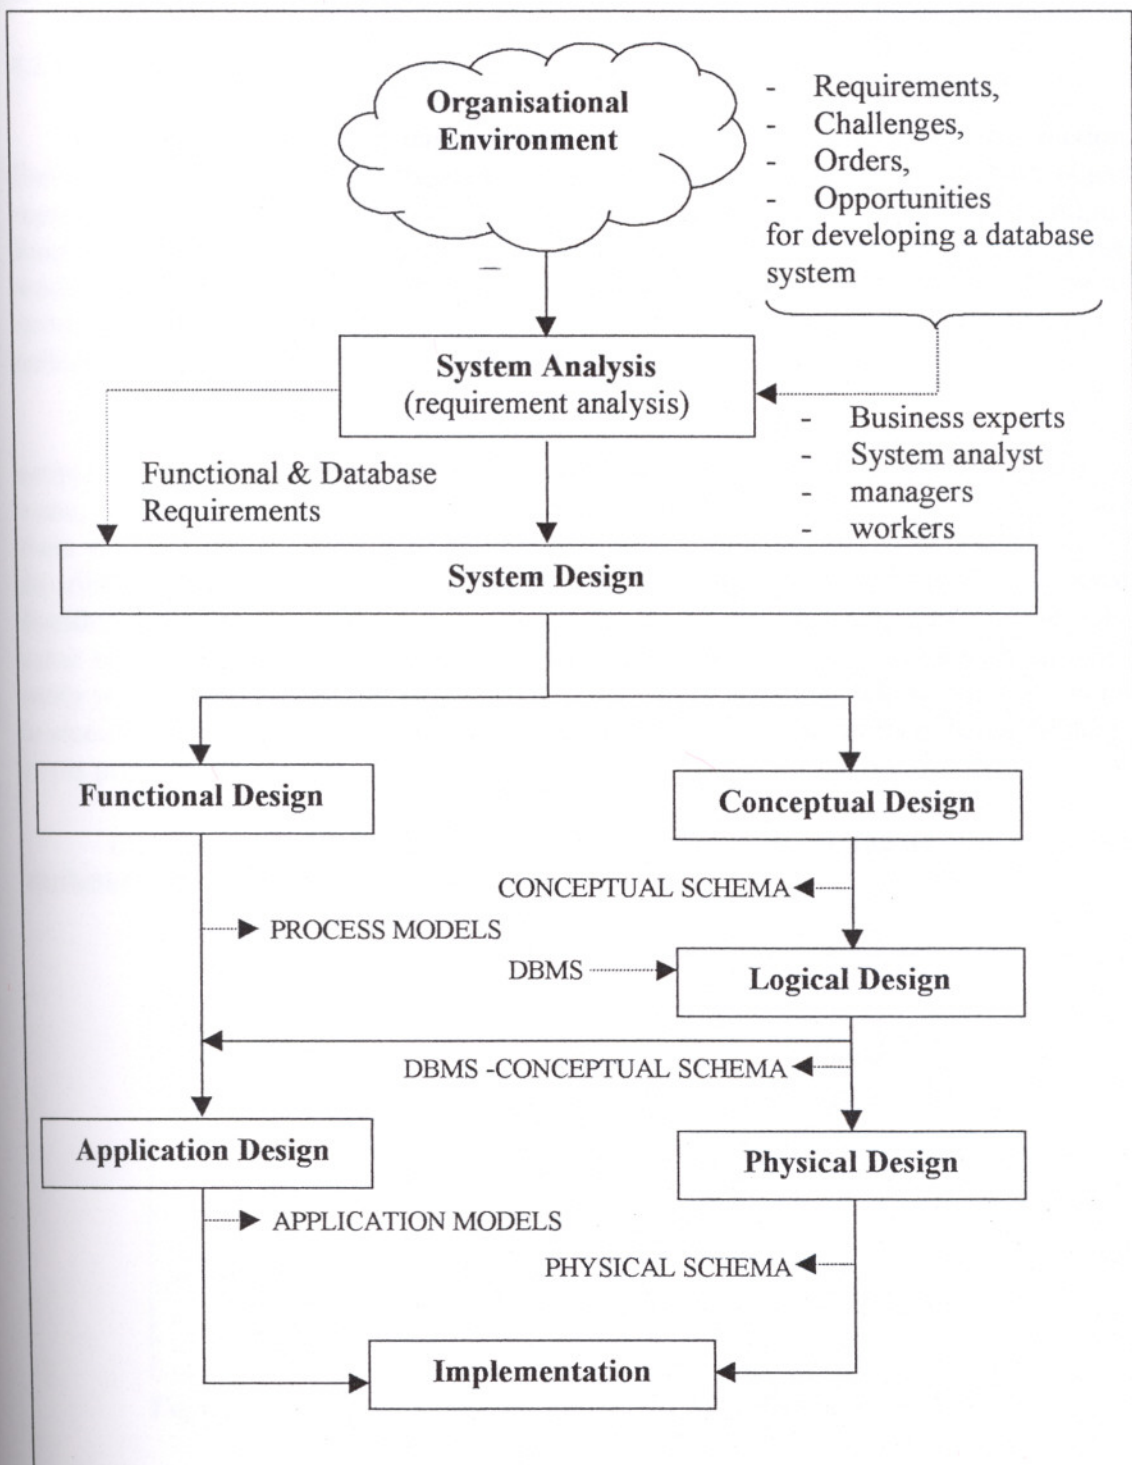 Organisational
Environment
- Requirements,
- Challenges,
- Orders,
- Opportunities
for developing a database
system
System Analysis
(requirement analysis)
- Business experts
- System analyst
- managers
- workers
Functional & Database
Requirements
System Design
Functional Design
Conceptual Design
CONCEPTUAL SCHEMA
PROCESS MODELS
DBMS
Logical Design
DBMS -CONCEPTUAL SCHEMA
Application Design
Physical Design
APPLICATION MODELS
PHYSICAL SCHEMA
Implementation